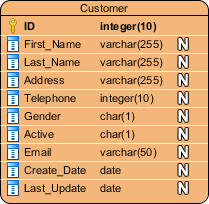 Customer
ID integer(10)
First_Name varchar(255) N
Last_Name varchar(255) N
Address varchar(255) N
Telephone integer(10) N
Gender char(1) N
Active char(1) N
Email varchar(50) N
Create_Date date N
Last_Update date N